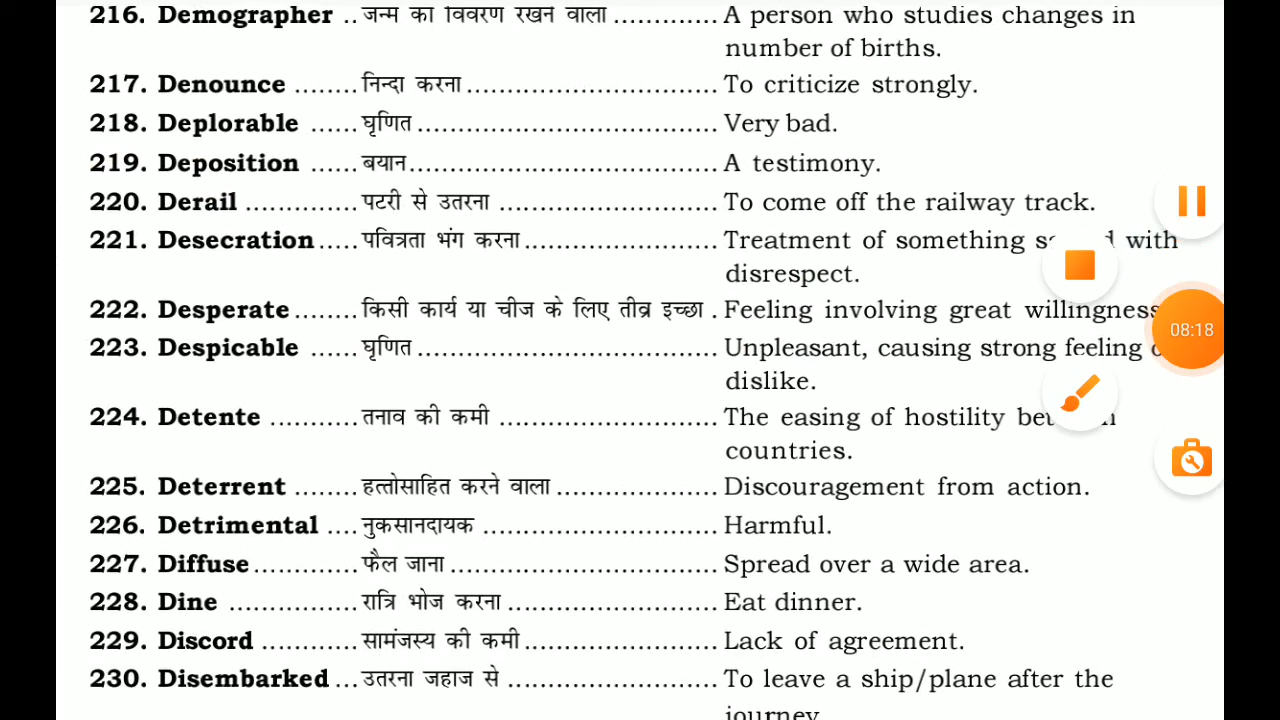 216. Demographer .. जन्म का विवरण रखने वाला ............. A person who studies changes in
number of births.
217. Denounce ........ निन्दा करना ............................... To criticize strongly.
218. Deplorable ...... घृणित ..................................... Very bad.
219. Deposition ...... बयान...................................... A testimony.
220. Derail .............. पटरी से उतरना ........................... To come off the railway track.
221. Desecration ..... पवित्रता भंग करना ........................ Treatment of something with
disrespect.
222. Desperate ........ किसी कार्य या चीज के लिए तीव्र इच्छा . Feeling involving great willingness
223. Despicable ...... घृणित ..................................... Unpleasant, causing strong feeling
dislike.
224. Detente ........... तनाव की कमी ........................... The easing of hostility
countries.
225. Deterrent ........ हत्तोसाहित करने वाला .................... Discouragement from action.
226. Detrimental .... नुकसानदायक ............................. Harmful.
227. Diffuse ............. फैल जाना ................................. Spread over a wide area.
228. Dine ................ रात्रि भोज करना .......................... Eat dinner.
229. Discord ............ सामंजस्य की कमी ........................ Lack of agreement.
230. Disembarked ... उतरना जहाज से .......................... To leave a ship/plane after the
journey
08:18